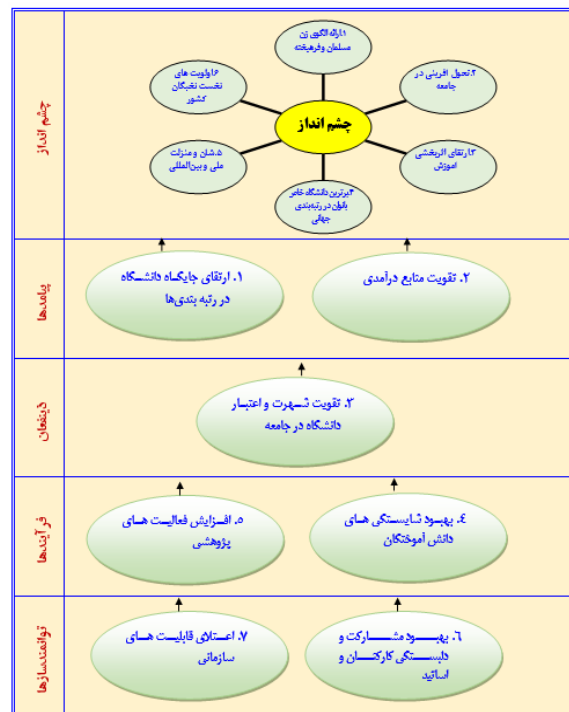 چشم انداز
۱.ارائه الگوی زن
مسلمان و فرهیخته
۲.تحول افرینی در
جامعه
۳.ارتقای اثربخشی
اموزش
۴.برترین دانشگاه خاص
بانوان در رتبه‌بندی
جهانی
۵.شان و منزلت
ملی و بین‌المللی
۶.اولویت های
نخست نخبگان
کشور
چشم انداز
پیامدها
۱. ارتقای جایگاه دانشگاه
در رتبه بندی‌ها
۲. تقویت منابع درآمدی
ذینفعان
۳. تقویت شهرت و اعتبار
دانشگاه در جامعه
فرآیندها
۴. بهبود شایستگی های
دانش آموختگان
۵. افزایش فعالیت های
پژوهشی
توانمندسازها
۶. بهبود مشارکت و
دلبستگی کارکنان و
اساتید
۷. اعتلای قابلیت های
سازمانی